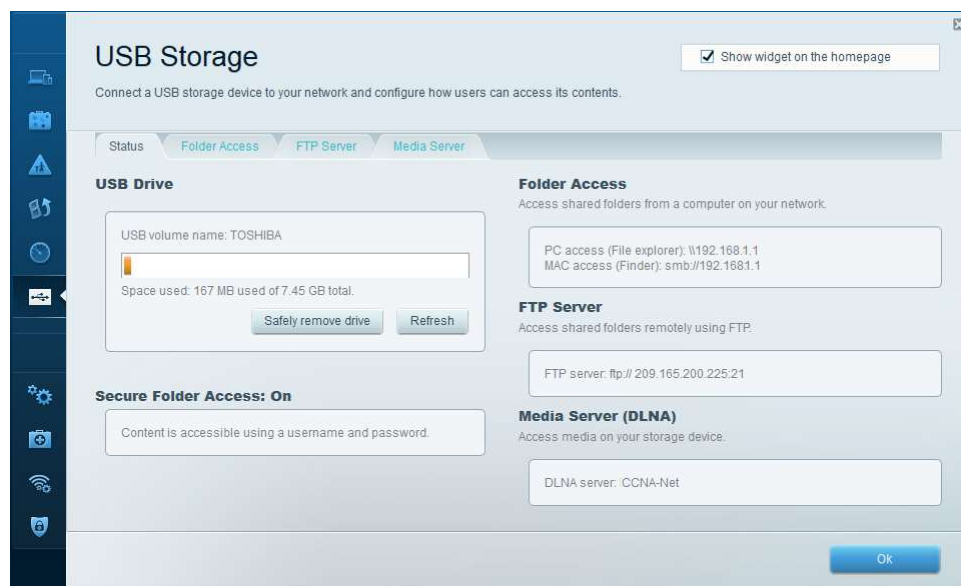 USB Storage
Show widget on the homepage
Connect a USB storage device to your network and configure how users can access its contents.
Status
Folder Access
FTP Server
Media Server
USB Drive
USB volume name: TOSHIBA
Space used: 167 MB used of 7.45 GB total.
Safely remove drive
Refresh
Secure Folder Access: On
Content is accessible using a username and password.
Folder Access
Access shared folders from a computer on your network.
PC access (File explorer): \\192.168.1.1
MAC access (Finder): smb://192.1681.1
FTP Server
Access shared folders remotely using FTP.
FTP server: ftp:// 209.165.200.225:21
Media Server (DLNA)
Access media on your storage device.
DLNA server: CCNA-Net
Ok